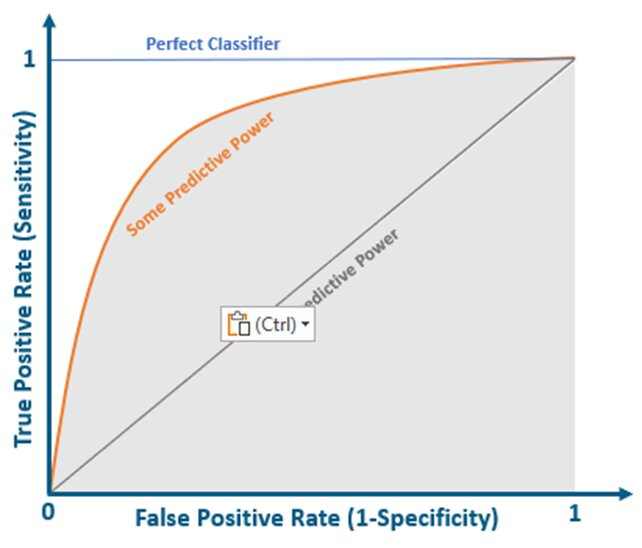 Perfect Classifier
1
True Positive Rate (Sensitivity)
Some Predictive Power
Power
(Ctrl)
0
False Positive Rate (1-Specificity)
1